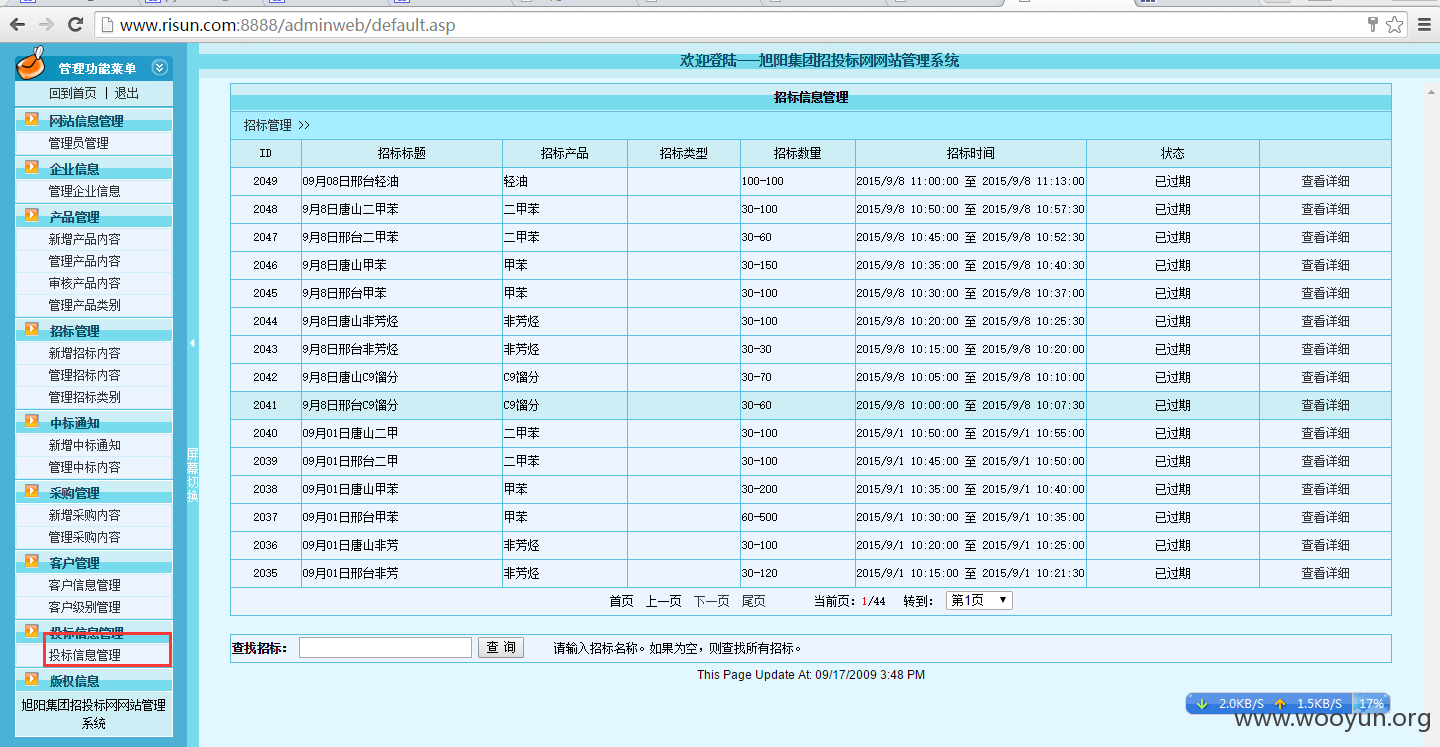 www.risun.com:8888/adminweb/default.asp
管理功能菜单
回到首页 | 退出
网站信息管理
管理员管理
企业信息
管理企业信息
产品管理
新增产品内容
管理产品内容
审核产品内容
管理产品类别
招标管理
新增招标内容
管理招标内容
管理招标类别
中标通知
新增中标通知
管理中标内容
采购管理
新增采购内容
管理采购内容
客户管理
客户信息管理
客户级别管理
投标信息管理
投标信息管理
版权信息
旭阳集团招投标网网站管理
系统
屏幕切换
欢迎登陆---旭阳集团招投标网网站管理系统
招标信息管理
招标管理 >>
ID 招标标题 招标产品 招标类型 招标数量 招标时间 状态
2049 09月08日邢台轻油 轻油 100-100 2015/9/8 11:00:00 至 2015/9/8 11:13:00 已过期 查看详细
2048 9月8日唐山二甲苯 二甲苯 30-100 2015/9/8 10:50:00 至 2015/9/8 10:57:30 已过期 查看详细
2047 9月8日邢台二甲苯 二甲苯 30-60 2015/9/8 10:45:00 至 2015/9/8 10:52:30 已过期 查看详细
2046 9月8日唐山甲苯 甲苯 30-150 2015/9/8 10:35:00 至 2015/9/8 10:40:30 已过期 查看详细
2045 9月8日邢台甲苯 甲苯 30-100 2015/9/8 10:30:00 至 2015/9/8 10:37:00 已过期 查看详细
2044 9月8日唐山非芳烃 非芳烃 30-100 2015/9/8 10:20:00 至 2015/9/8 10:25:30 已过期 查看详细
2043 9月8日邢台非芳烃 非芳烃 30-30 2015/9/8 10:15:00 至 2015/9/8 10:20:00 已过期 查看详细
2042 9月8日唐山C9馏分 C9馏分 30-70 2015/9/8 10:05:00 至 2015/9/8 10:10:00 已过期 查看详细
2041 9月8日邢台C9馏分 C9馏分 30-60 2015/9/8 10:00:00 至 2015/9/8 10:07:30 已过期 查看详细
2040 09月01日唐山二甲 二甲苯 30-100 2015/9/1 10:50:00 至 2015/9/1 10:55:00 已过期 查看详细
2039 09月01日邢台二甲 二甲苯 30-100 2015/9/1 10:45:00 至 2015/9/1 10:50:00 已过期 查看详细
2038 09月01日唐山甲苯 甲苯 30-200 2015/9/1 10:35:00 至 2015/9/1 10:40:00 已过期 查看详细
2037 09月01日邢台甲苯 甲苯 60-500 2015/9/1 10:30:00 至 2015/9/1 10:35:00 已过期 查看详细
2036 09月01日唐山非芳 非芳烃 30-100 2015/9/1 10:20:00 至 2015/9/1 10:25:00 已过期 查看详细
2035 09月01日邢台非芳 非芳烃 30-120 2015/9/1 10:15:00 至 2015/9/1 10:21:30 已过期 查看详细
首页 上一页 下一页 尾页 当前页：1/44 转到： 第1页
查找招标： 查 询 请输入招标名称。如果为空，则查找所有招标。
This Page Update At: 09/17/2009 3:48 PM
2.0KB/S 1.5KB/S 17%
www.wooyun.org